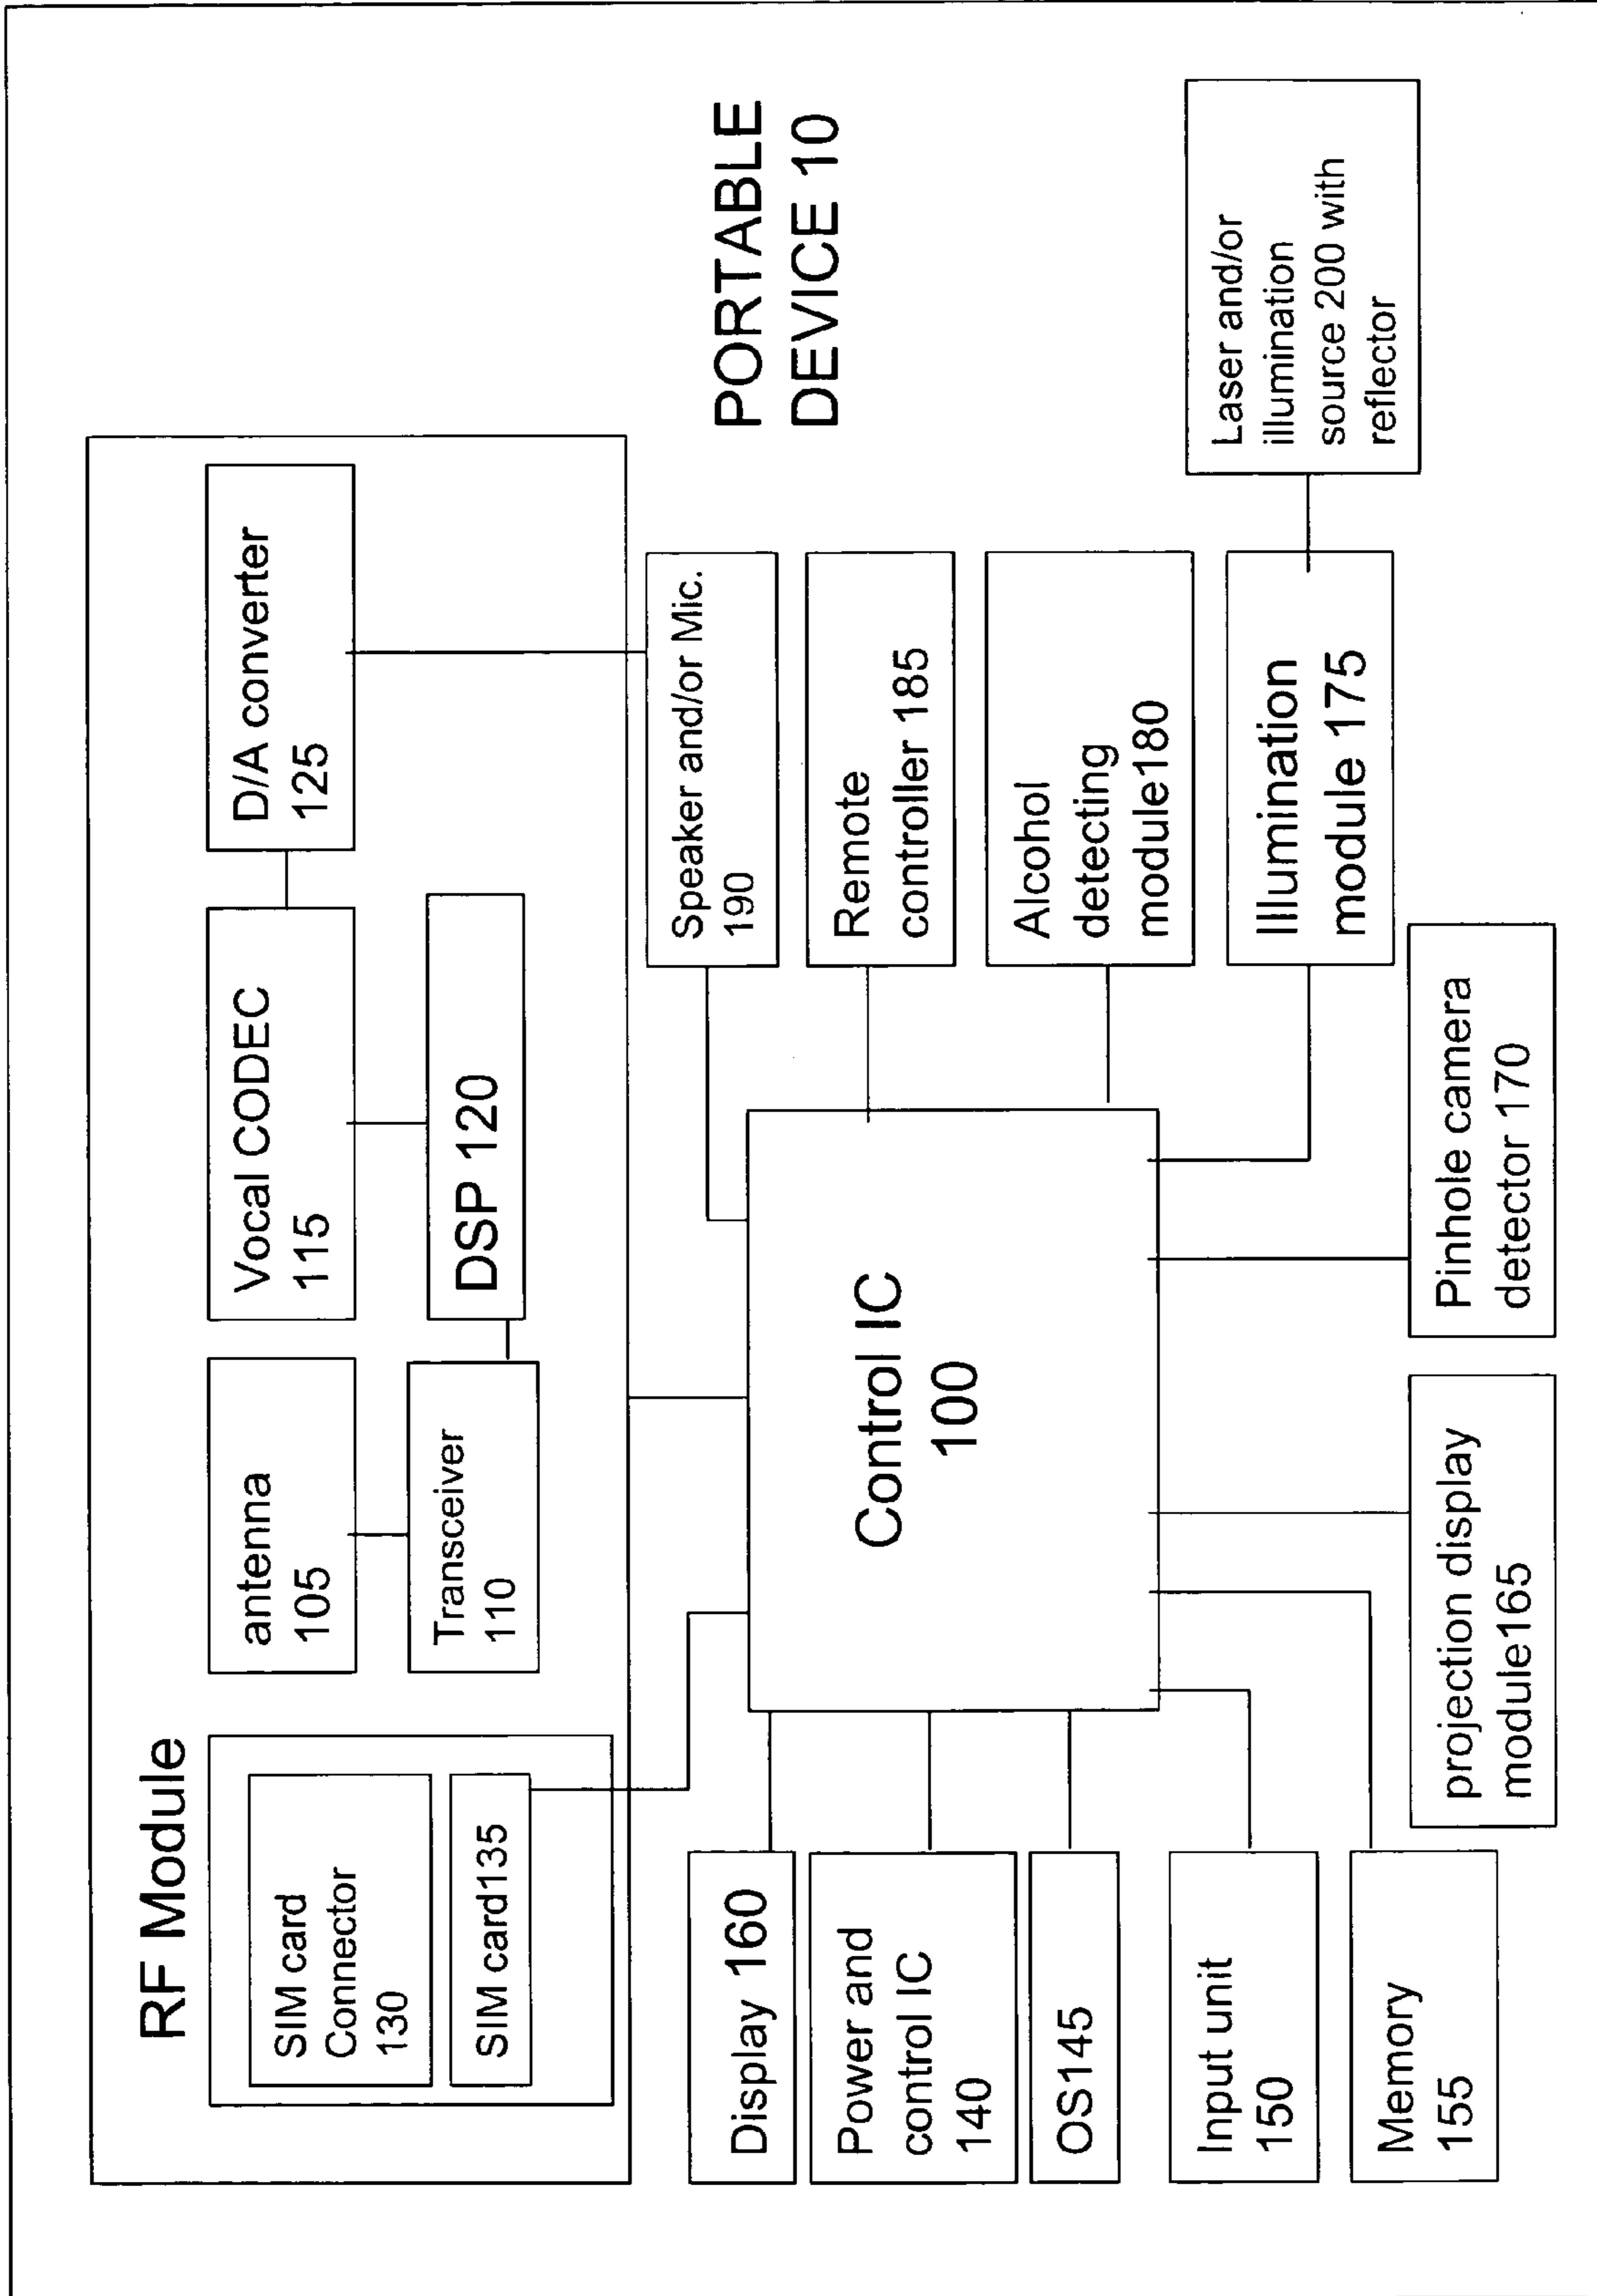 RF Module
SIM card
Connector
130
SIM card135
antenna
105
Transceiver
110
Vocal CODEC
115
DSP 120
D/A converter
125
PORTABLE
DEVICE 10
Display 160
Power and
control IC
140
OS145
Input unit
150
Memory
155
Control IC
100
Speaker and/or Mic.
190
Remote
controller 185
Alcohol
detecting
module180
Illumination
module 175
Laser and/or
illumination
source 200 with
reflector
projection display
module165
Pinhole camera
detector 170